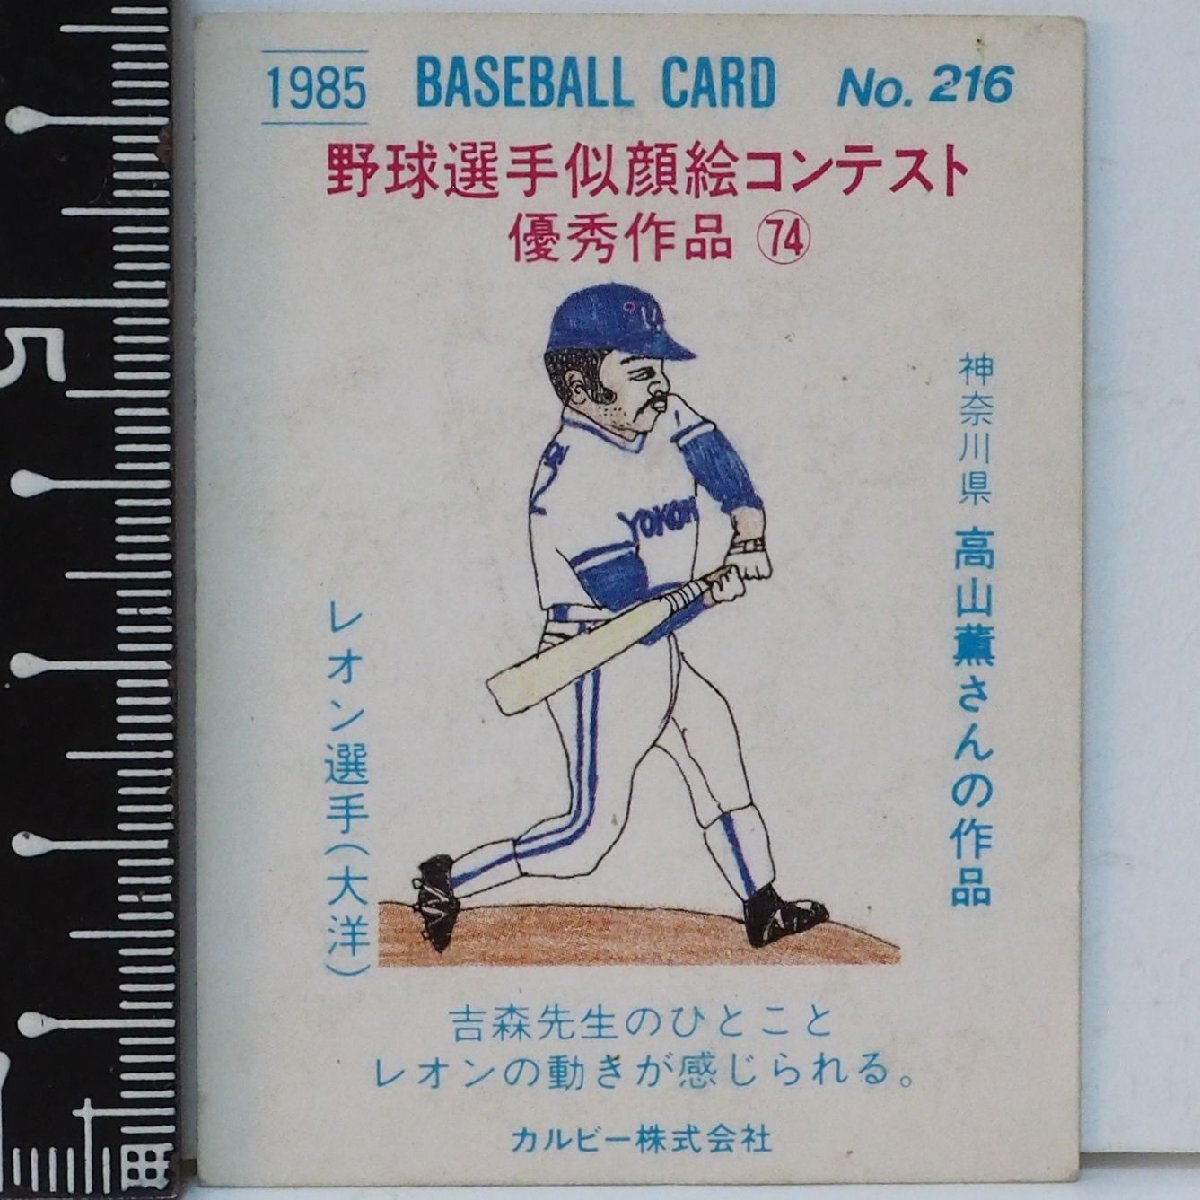 1985 BASEBALL CARD No. 216
野球選手似顔絵コンテスト
優秀作品 74
神奈川県 高山薫さんの作品
レオン選手(大洋)
YOKOH
吉森先生のひとこと
レオンの動きが感じられる。
カルビー株式会社
5
1